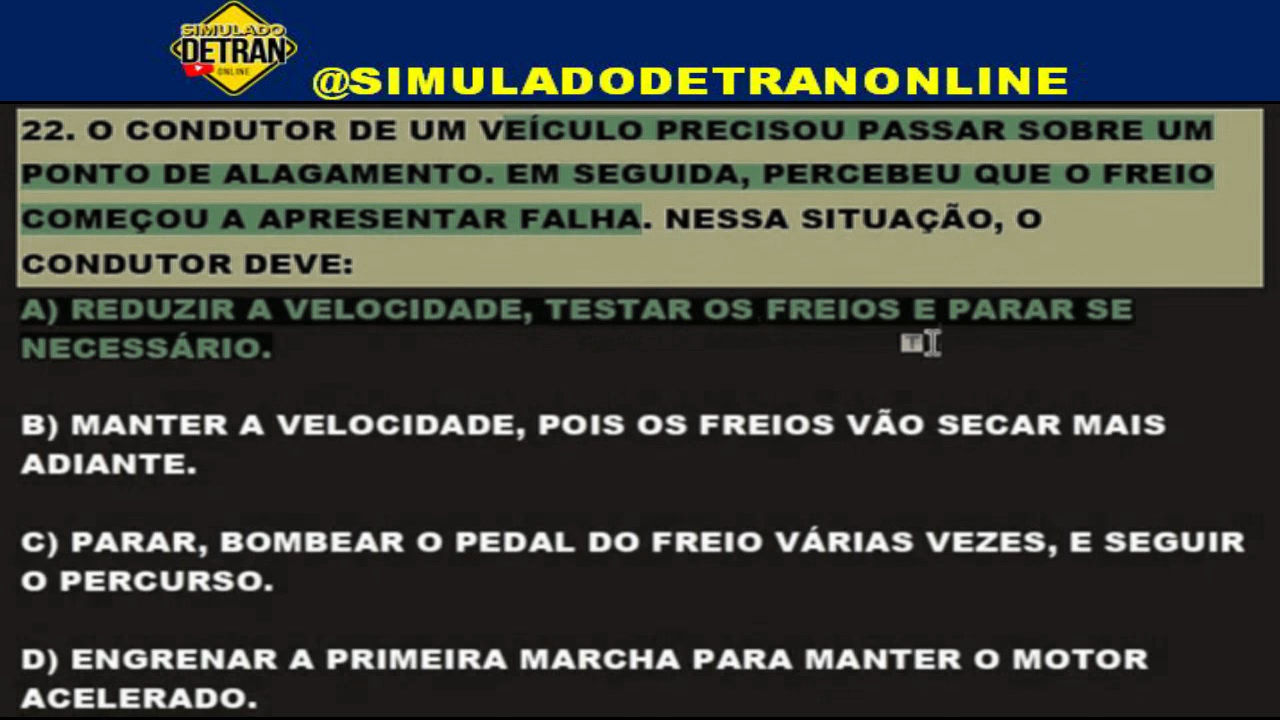 SIMULADO
DETRAN
ONLINE
@SIMULADODETRANONLINE
22. O CONDUTOR DE UM VEÍCULO PRECISOU PASSAR SOBRE UM
PONTO DE ALAGAMENTO. EM SEGUIDA, PERCEBEU QUE O FREIO
COMEÇOU A APRESENTAR FALHA. NESSA SITUAÇÃO, O
CONDUTOR DEVE:
A) REDUZIR A VELOCIDADE, TESTAR OS FREIOS E PARAR SE
NECESSÁRIO.
B) MANTER A VELOCIDADE, POIS OS FREIOS VÃO SECAR MAIS
ADIANTE.
C) PARAR, BOMBEAR O PEDAL DO FREIO VÁRIAS VEZES, E SEGUIR
O PERCURSO.
D) ENGRENAR A PRIMEIRA MARCHA PARA MANTER O MOTOR
ACELERADO.